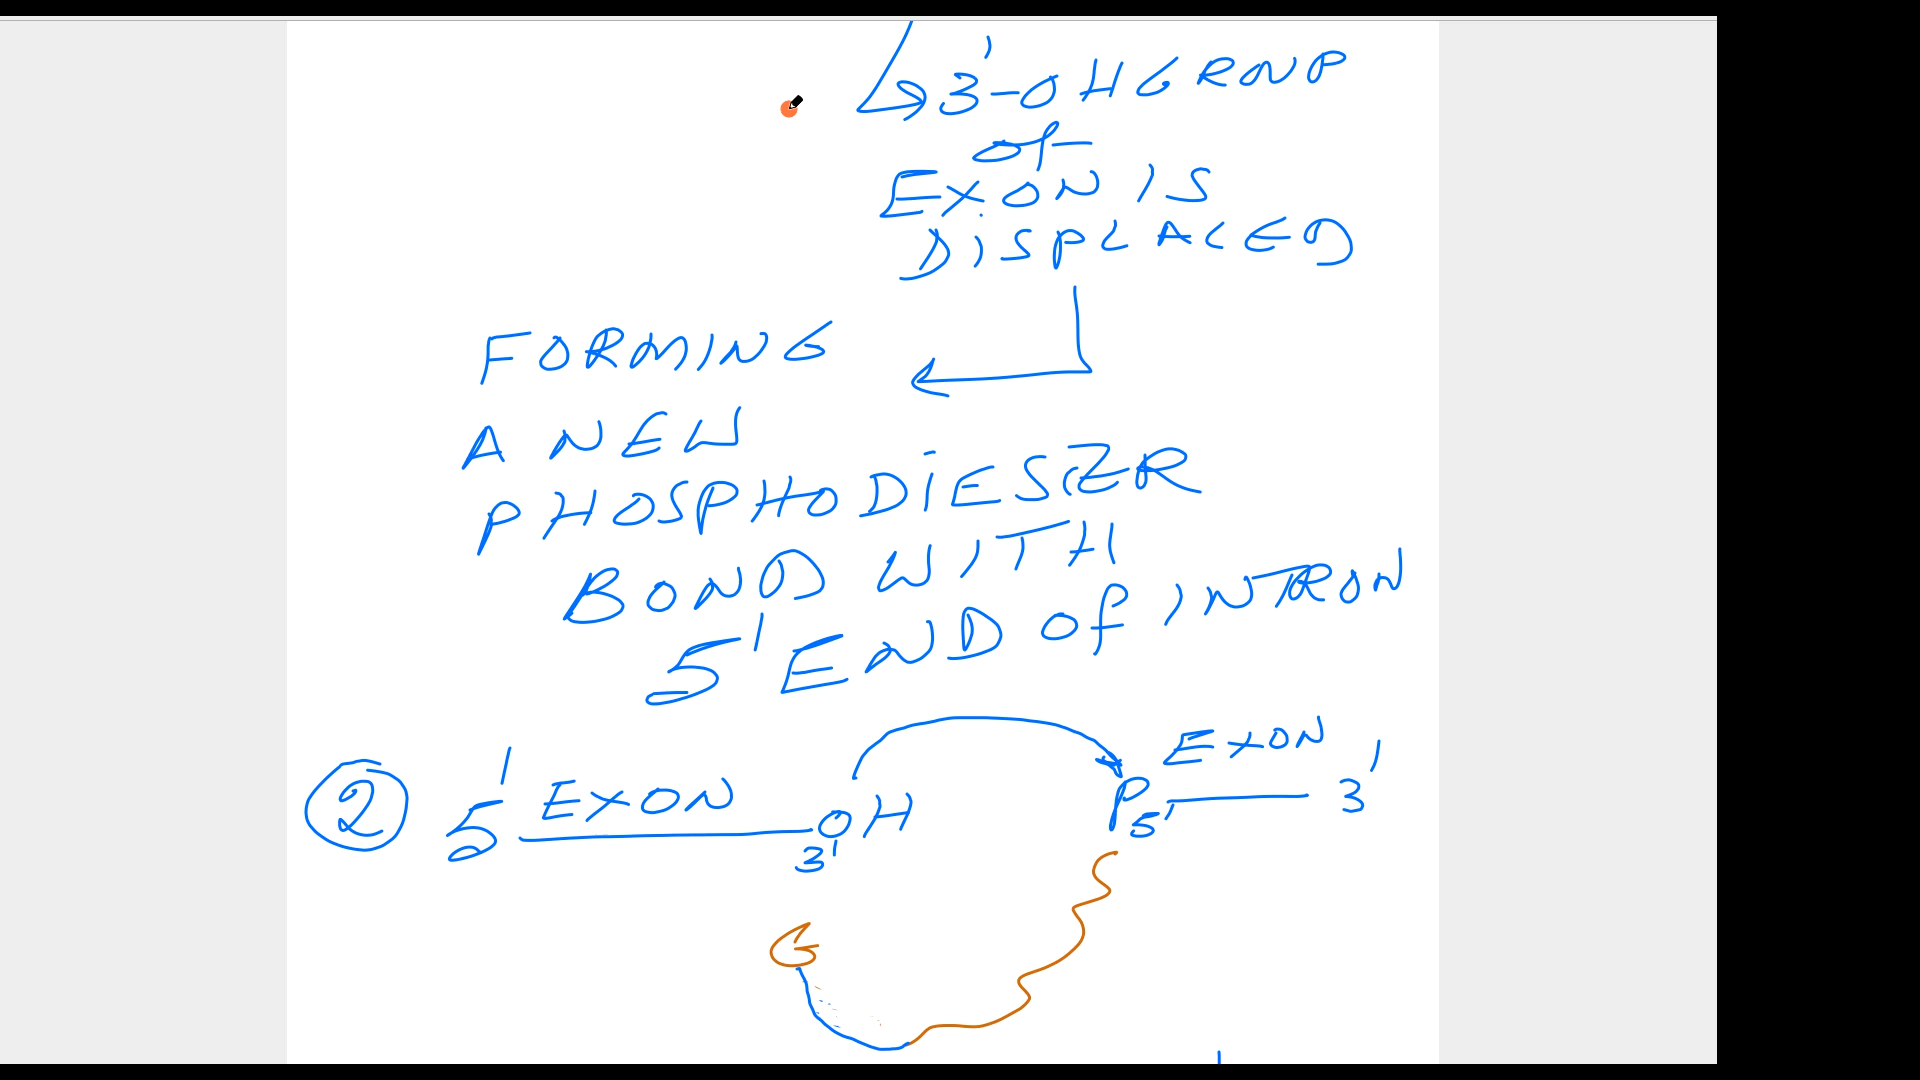 3'-OH GROUP
of
EXON IS
DISPLACED
FORMING
A NEW
PHOSPHODIESTER
BOND WITH
5' END of INTRON
② 5' EXON OH 3' P 5' EXON 3'
G